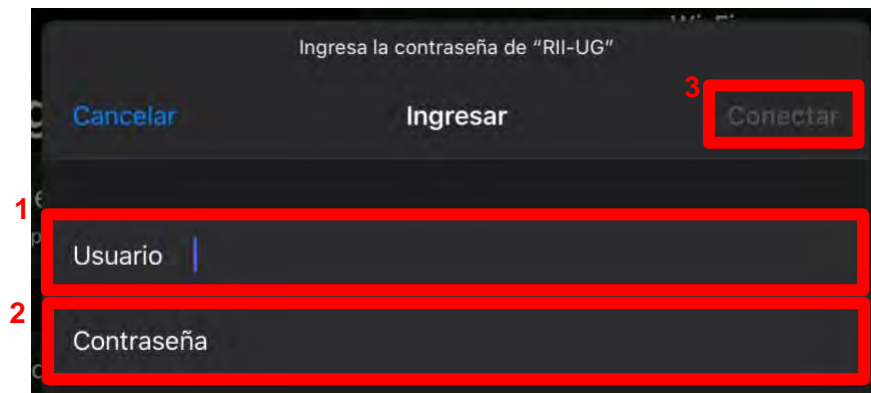 Ingresa la contraseña de “RII-UG”
3
Cancelar Ingresar Conectar
1
Usuario
2
Contraseña